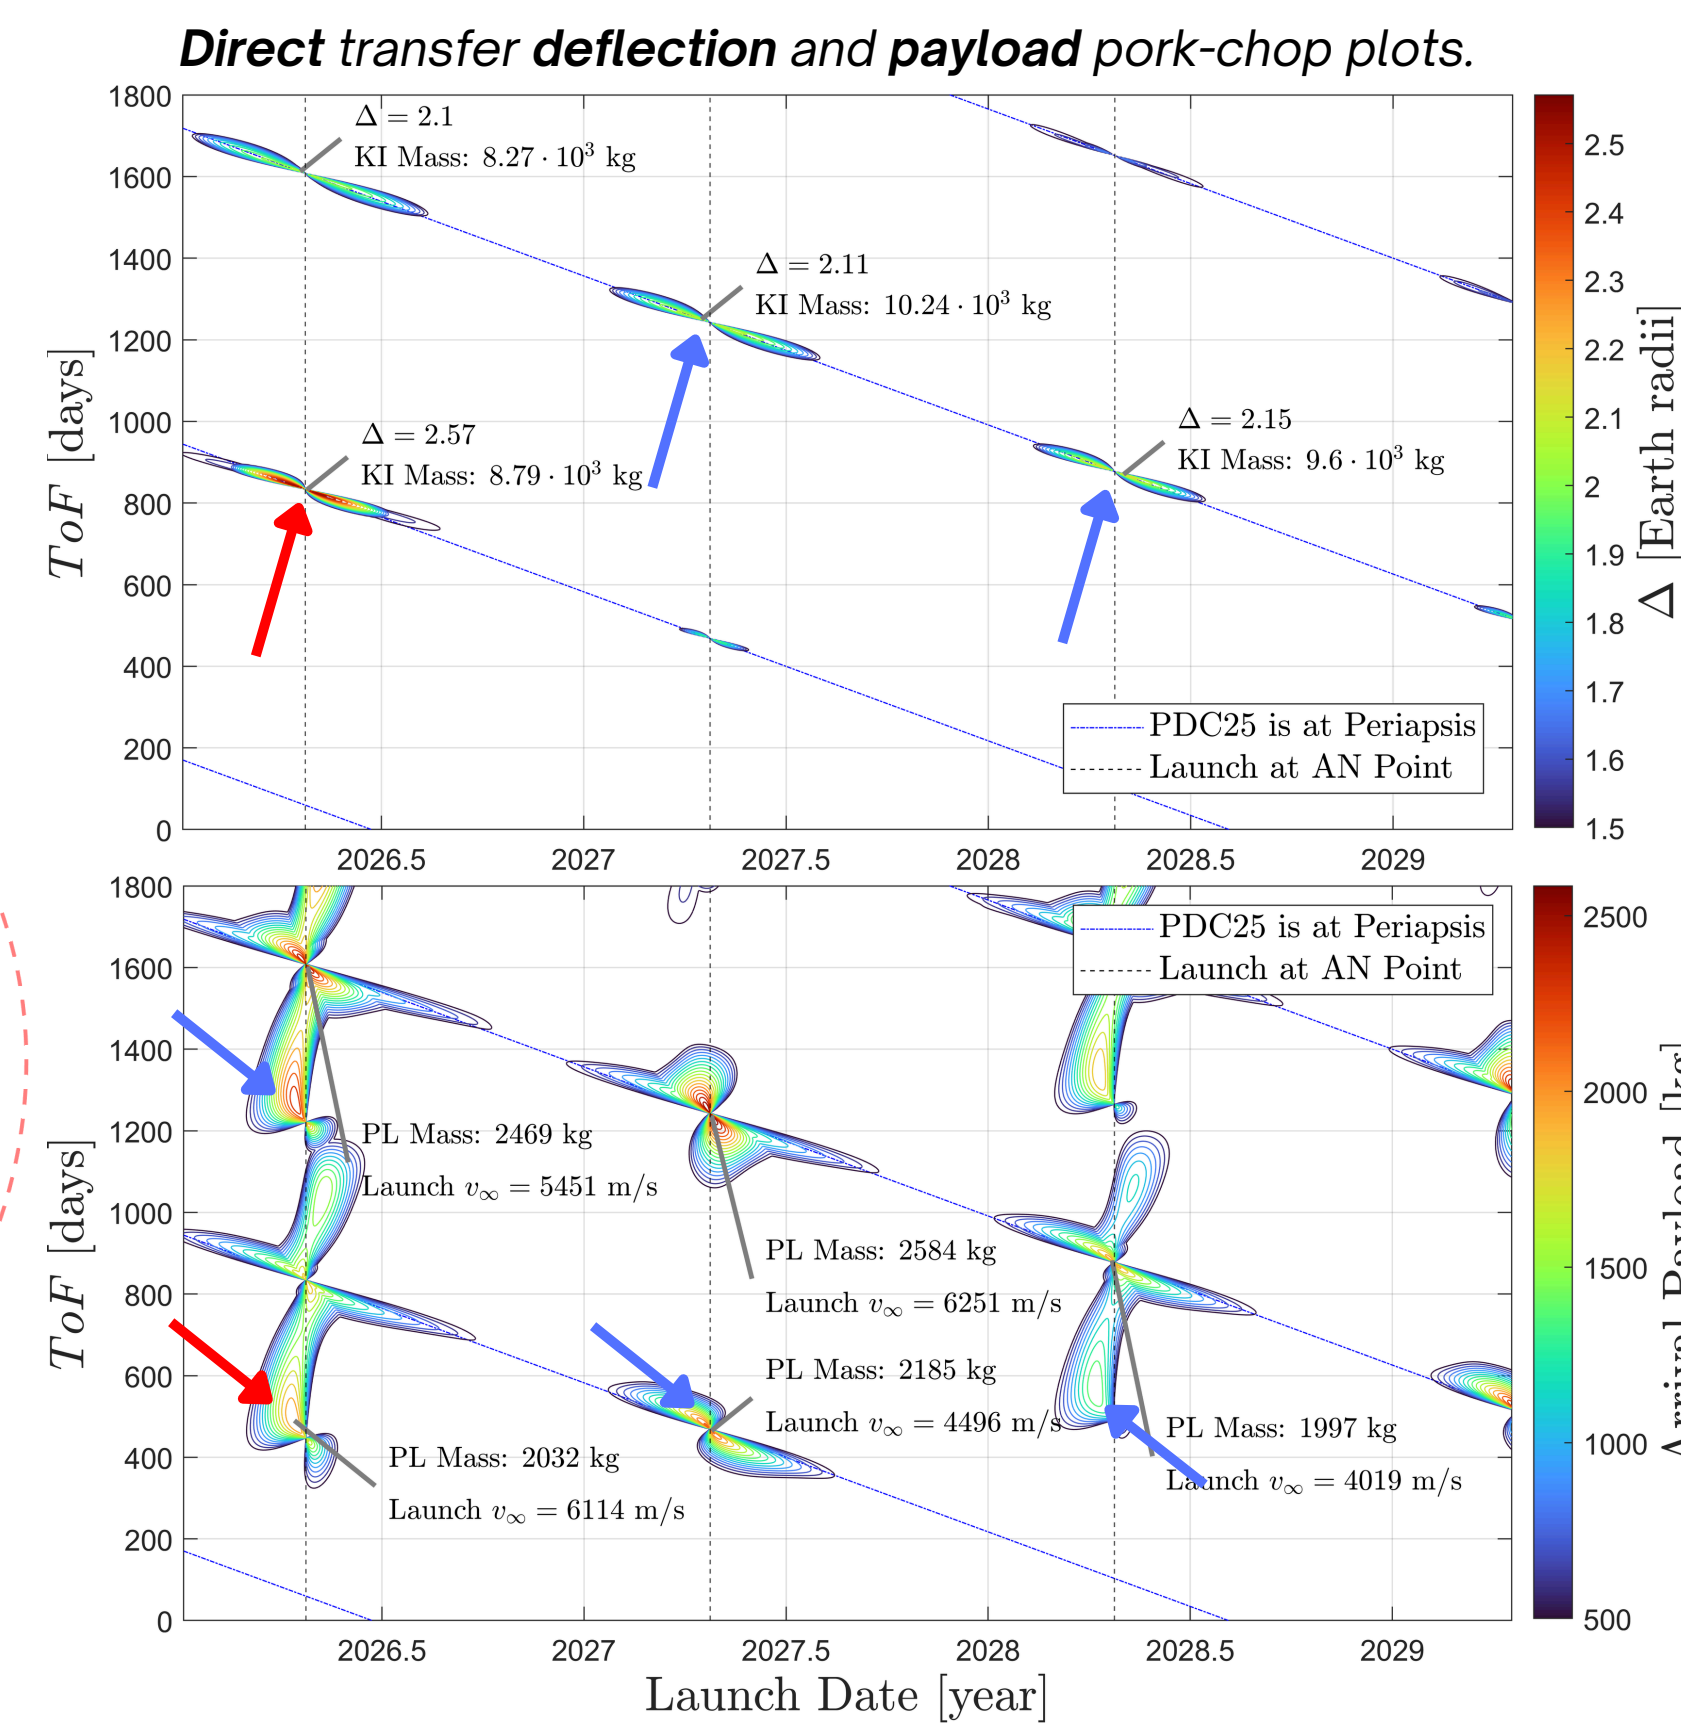 Direct transfer deflection and payload pork-chop plots.
1800
1600
1400
1200
1000
800
600
400
200
0
ToF [days]
Δ = 2.1
KI Mass: 8.27 · 10³ kg
Δ = 2.11
KI Mass: 10.24 · 10³ kg
Δ = 2.57
KI Mass: 8.79 · 10³ kg
Δ = 2.15
KI Mass: 9.6 · 10³ kg
PDC25 is at Periapsis
Launch at AN Point
2026.5
2027
2027.5
2028
2028.5
2029
2.5
2.4
2.3
2.2
2.1
2
1.9
1.8
1.7
1.6
1.5
Δ [Earth radii]
1800
1600
1400
1200
1000
800
600
400
200
0
ToF [days]
PDC25 is at Periapsis
Launch at AN Point
PL Mass: 2469 kg
Launch v∞ = 5451 m/s
PL Mass: 2584 kg
Launch v∞ = 6251 m/s
PL Mass: 2185 kg
Launch v∞ = 4496 m/s
PL Mass: 2032 kg
Launch v∞ = 6114 m/s
PL Mass: 1997 kg
Launch v∞ = 4019 m/s
2026.5
2027
2027.5
2028
2028.5
2029
Launch Date [year]
2500
2000
1500
1000
500
Arrival Payload [kg]